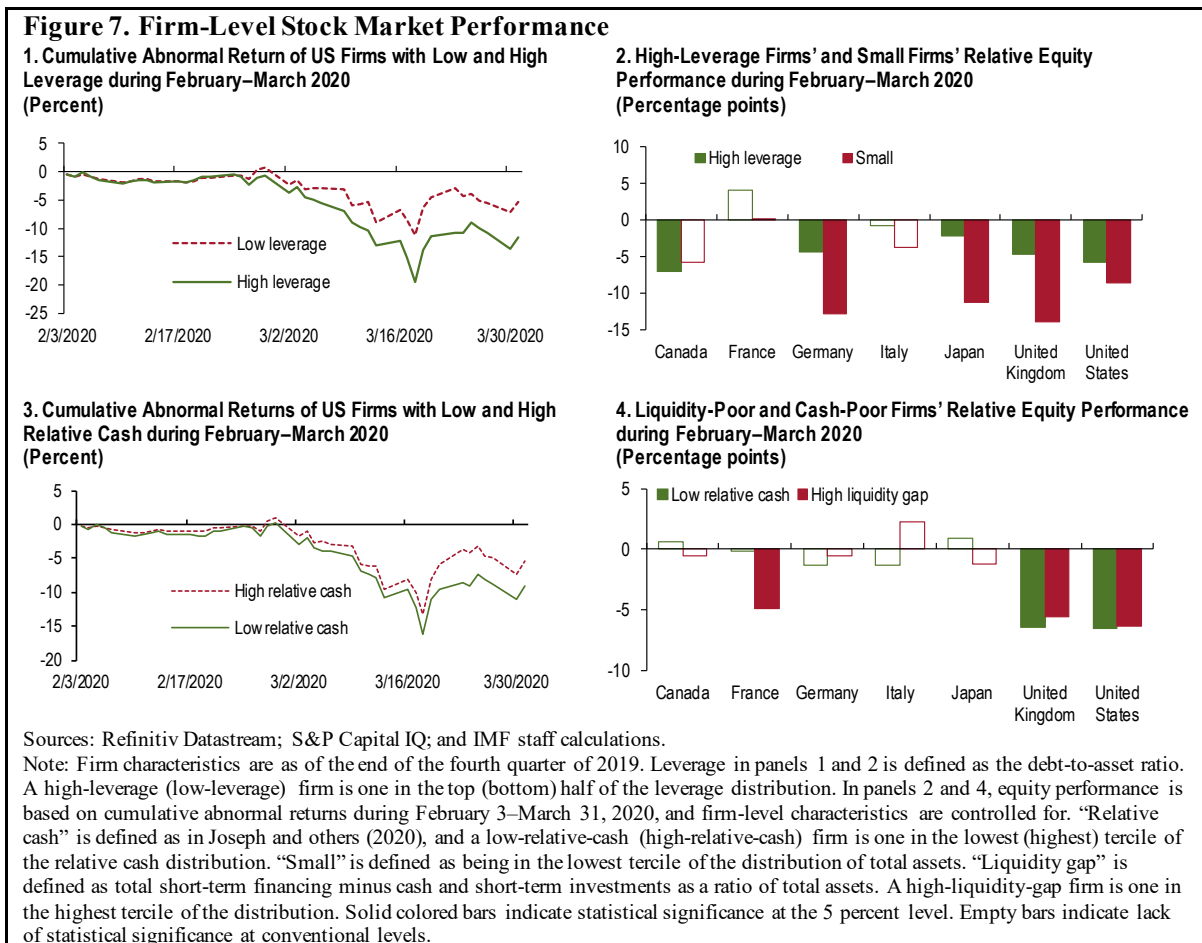 Figure 7. Firm-Level Stock Market Performance
1. Cumulative Abnormal Return of US Firms with Low and High
Leverage during February–March 2020
(Percent)
5
0
-5
-10
-15
-20
-25
Low leverage
High leverage
2/3/2020 2/17/2020 3/2/2020 3/16/2020 3/30/2020
2. High-Leverage Firms’ and Small Firms’ Relative Equity
Performance during February–March 2020
(Percentage points)
10
5
0
-5
-10
-15
High leverage Small
Canada France Germany Italy Japan United United
Kingdom States
3. Cumulative Abnormal Returns of US Firms with Low and High
Relative Cash during February–March 2020
(Percent)
5
0
-5
-10
-15
-20
High relative cash
Low relative cash
2/3/2020 2/17/2020 3/2/2020 3/16/2020 3/30/2020
4. Liquidity-Poor and Cash-Poor Firms’ Relative Equity Performance
during February–March 2020
(Percentage points)
5
0
-5
-10
Low relative cash High liquidity gap
Canada France Germany Italy Japan United United
Kingdom States
Sources: Refinitiv Datastream; S&P Capital IQ; and IMF staff calculations.
Note: Firm characteristics are as of the end of the fourth quarter of 2019. Leverage in panels 1 and 2 is defined as the debt-to-asset ratio.
A high-leverage (low-leverage) firm is one in the top (bottom) half of the leverage distribution. In panels 2 and 4, equity performance is
based on cumulative abnormal returns during February 3–March 31, 2020, and firm-level characteristics are controlled for. “Relative
cash” is defined as in Joseph and others (2020), and a low-relative-cash (high-relative-cash) firm is one in the lowest (highest) tercile of
the relative cash distribution. “Small” is defined as being in the lowest tercile of the distribution of total assets. “Liquidity gap” is
defined as total short-term financing minus cash and short-term investments as a ratio of total assets. A high-liquidity-gap firm is one in
the highest tercile of the distribution. Solid colored bars indicate statistical significance at the 5 percent level. Empty bars indicate lack
of statistical significance at conventional levels.